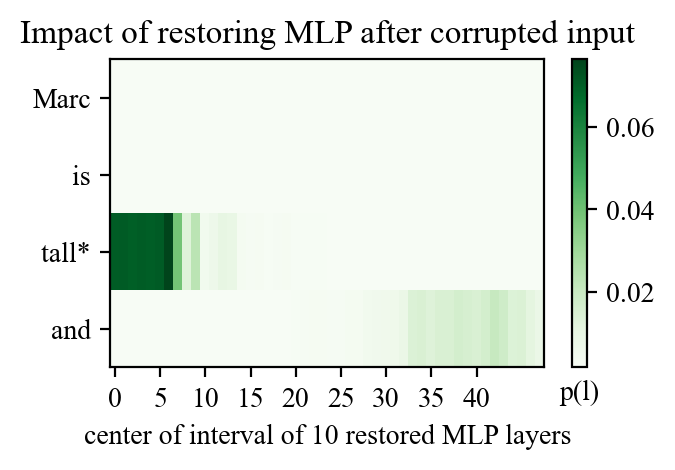 Impact of restoring MLP after corrupted input
Marc
is
tall*
and
0 5 10 15 20 25 30 35 40
center of interval of 10 restored MLP layers
0.06
0.04
0.02
p(l)